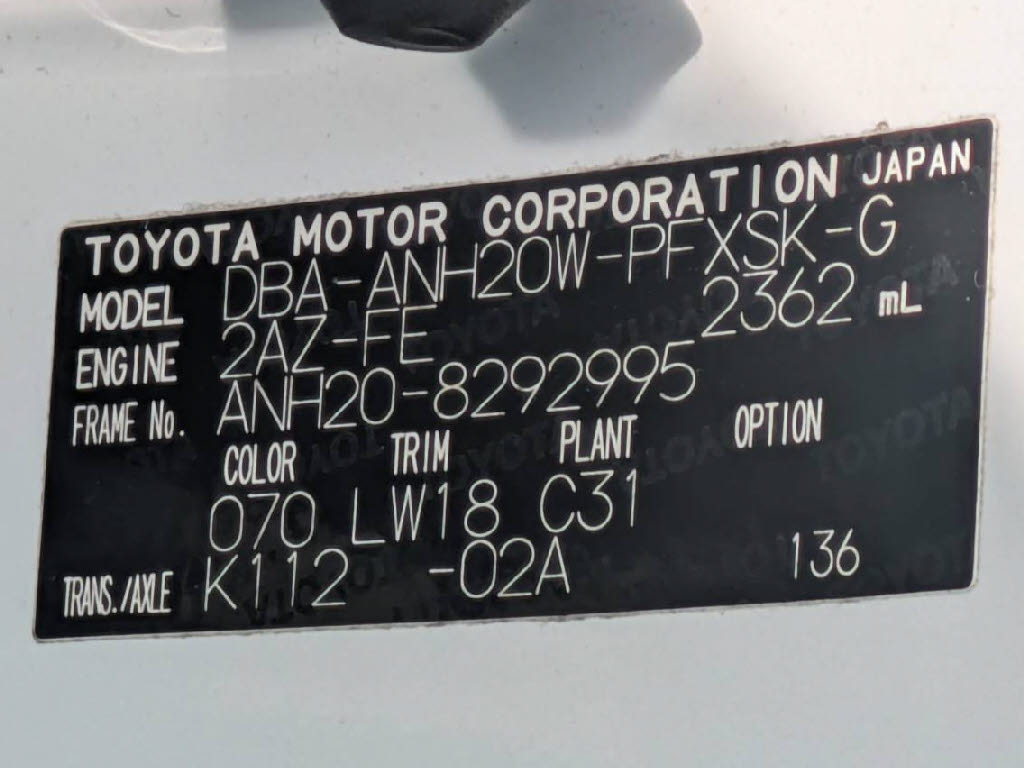 TOYOTA MOTOR CORPORATION JAPAN
MODEL DBA-ANH20W-PFXSK-G
ENGINE 2AZ-FE 2362 mL
FRAME No. ANH20-8292995
COLOR TRIM PLANT OPTION
070 LW18 C31
TRANS./AXLE K112 -02A 136